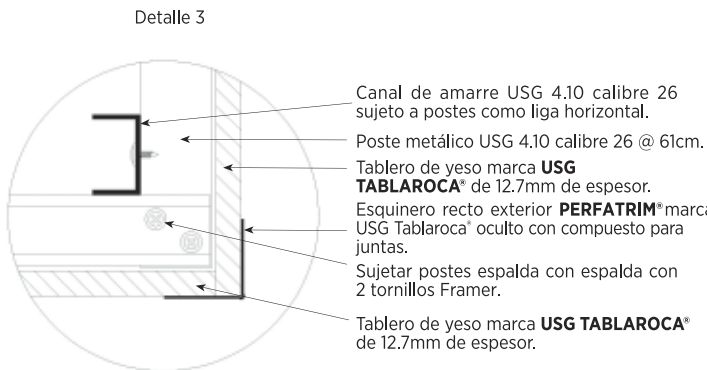 Detalle 3
Canal de amarre USG 4.10 calibre 26
sujeto a postes como liga horizontal.
Poste metálico USG 4.10 calibre 26 @ 61cm.
Tablero de yeso marca USG
TABLAROCA® de 12.7mm de espesor.
Esquinero recto exterior PERFATRIM® marca
USG Tablaroca® oculto con compuesto para
juntas.
Sujetar postes espalda con espalda con
2 tornillos Framer.
Tablero de yeso marca USG TABLAROCA®
de 12.7mm de espesor.